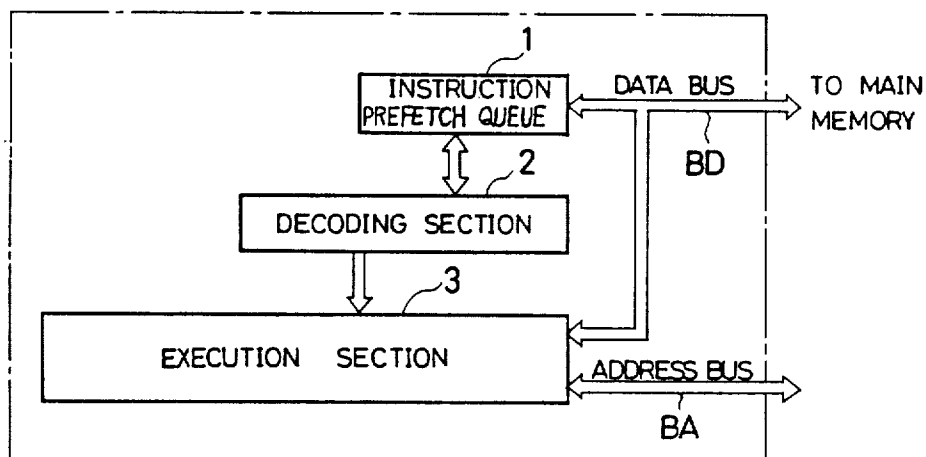 1
INSTRUCTION
PREFETCH QUEUE
DATA BUS
TO MAIN
MEMORY
BD
2
DECODING SECTION
3
EXECUTION SECTION
ADDRESS BUS
BA